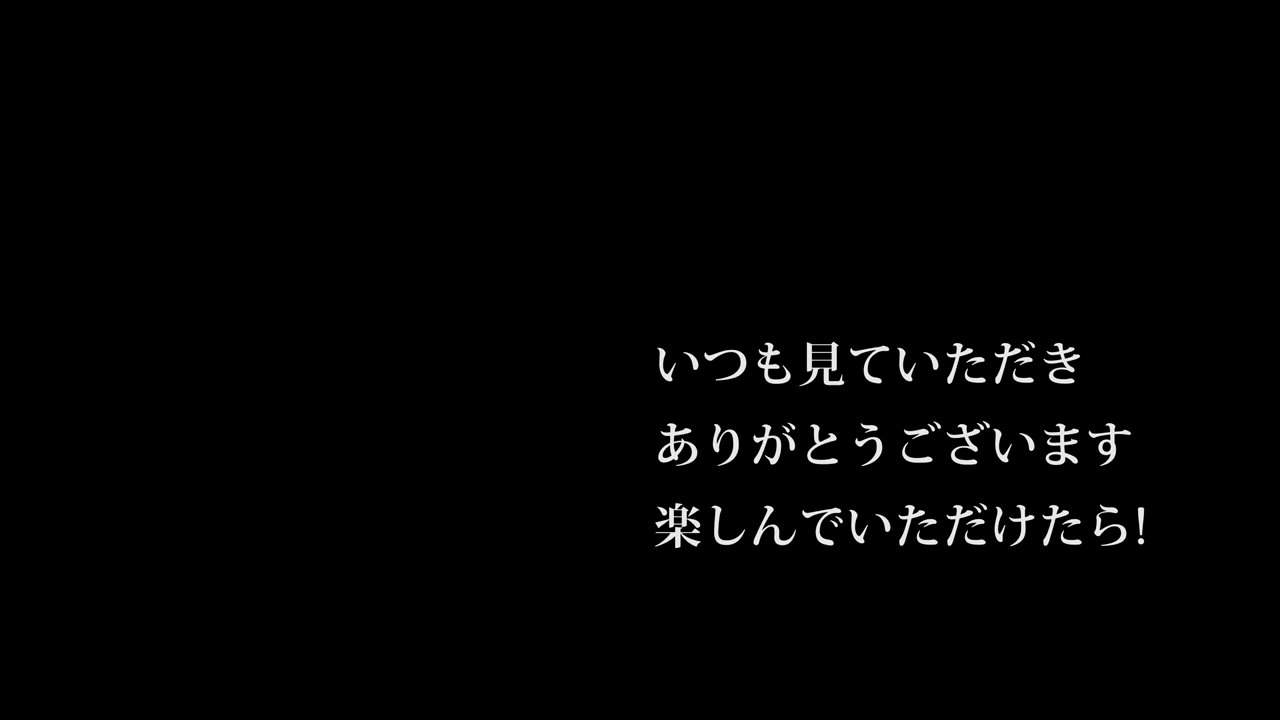 いつも見ていただき
ありがとうございます
楽しんでいただけたら!